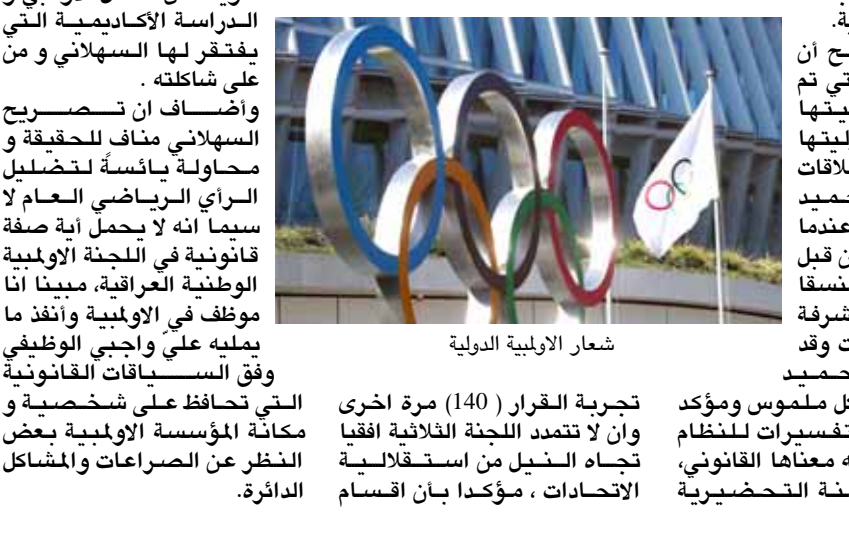 ية.
ح أن
تي تم
يتها
ليتها
لاقات
حميد
عندما
ن قبل
نسقا
شرفة
ت وقد
حميد
كل ملموس ومؤكد
تفسيرات للنظام
ه معناها القانوني،
نة التحضيرية
شعار الاولمبية الدولية
تجربة القرار ( 140) مرة اخرى
وان لا تتمدد اللجنة الثلاثية افقيا
تجاه النيل من استقلالية
الاتحادات ، مؤكدا بأن اقسام
الدراسة الأكاديمية التي
يفتقر لها السهلاني و من
على شاكلته .
وأضاف ان تصريح
السهلاني مناف للحقيقة و
محاولة يائسةً لتضليل
الرأي الرياضي العام لا
سيما انه لا يحمل أية صفة
قانونية في اللجنة الاولمبية
الوطنية العراقية، مبينا انا
موظف في الاولمبية وأنفذ ما
يمليه عليّ واجبي الوظيفي
وفق السياقات القانونية
التي تحافظ على شخصية و
مكانة المؤسسة الاولمبية بعض
النظر عن الصراعات والمشاكل
الدائرة.